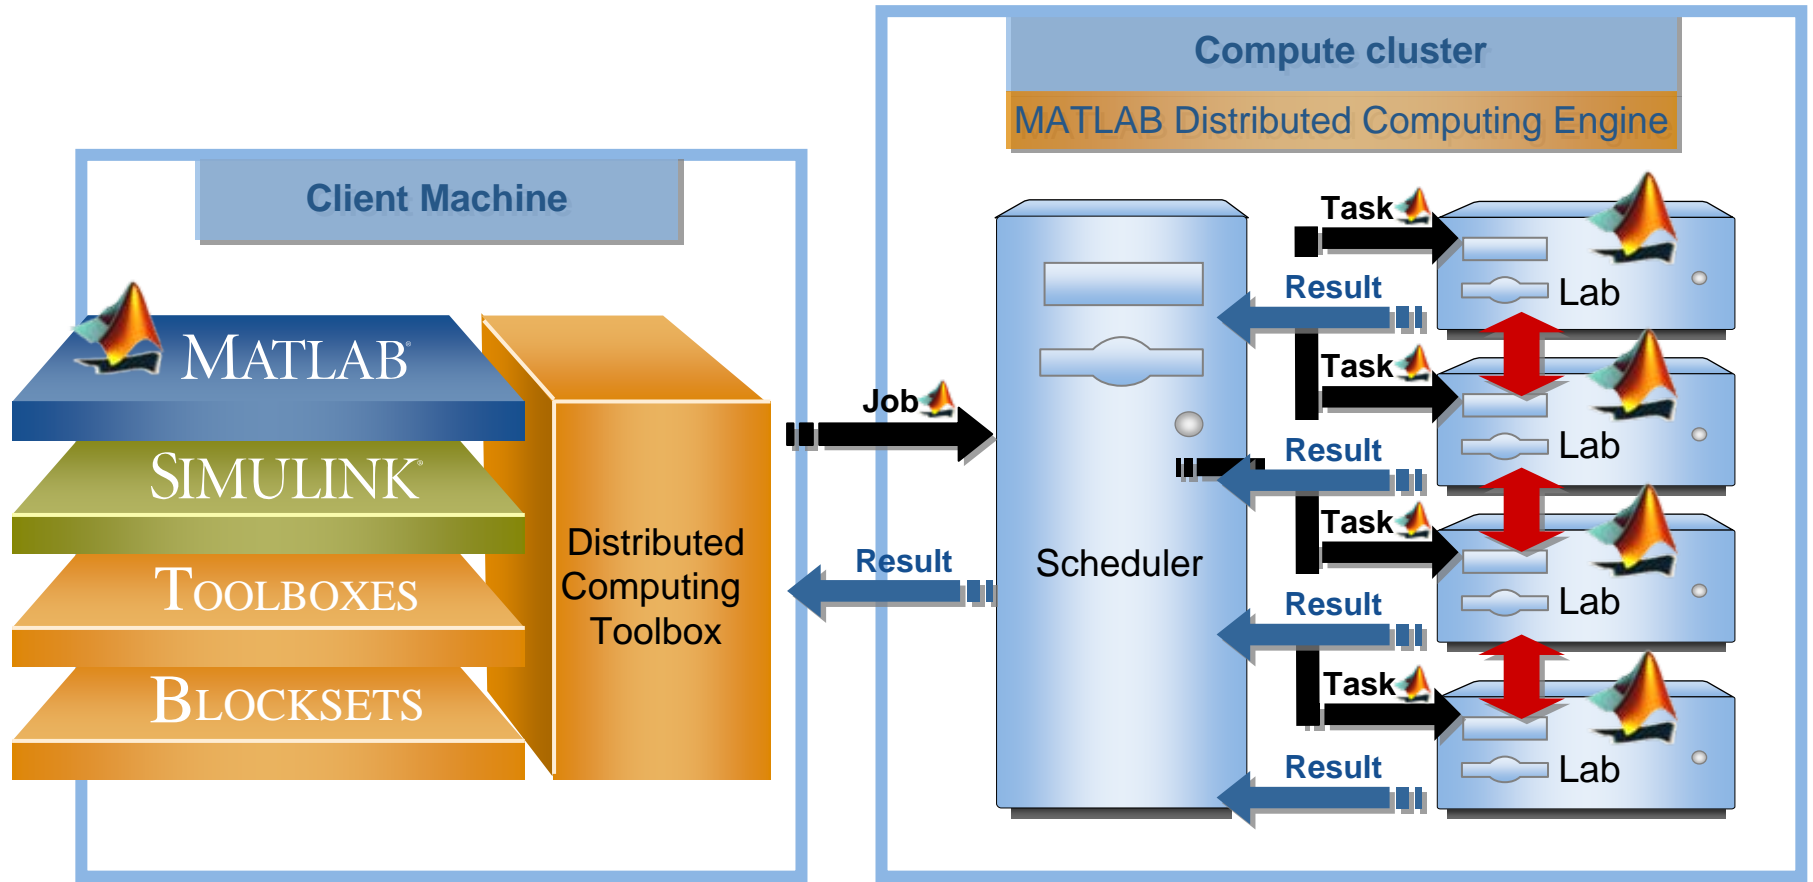 Compute cluster
MATLAB Distributed Computing Engine
Client Machine
MATLAB®
SIMULINK®
TOOLBOXES
BLOCKSETS
Distributed
Computing
Toolbox
Job
Result
Scheduler
Task
Result
Lab
Task
Result
Lab
Task
Result
Lab
Task
Result
Lab